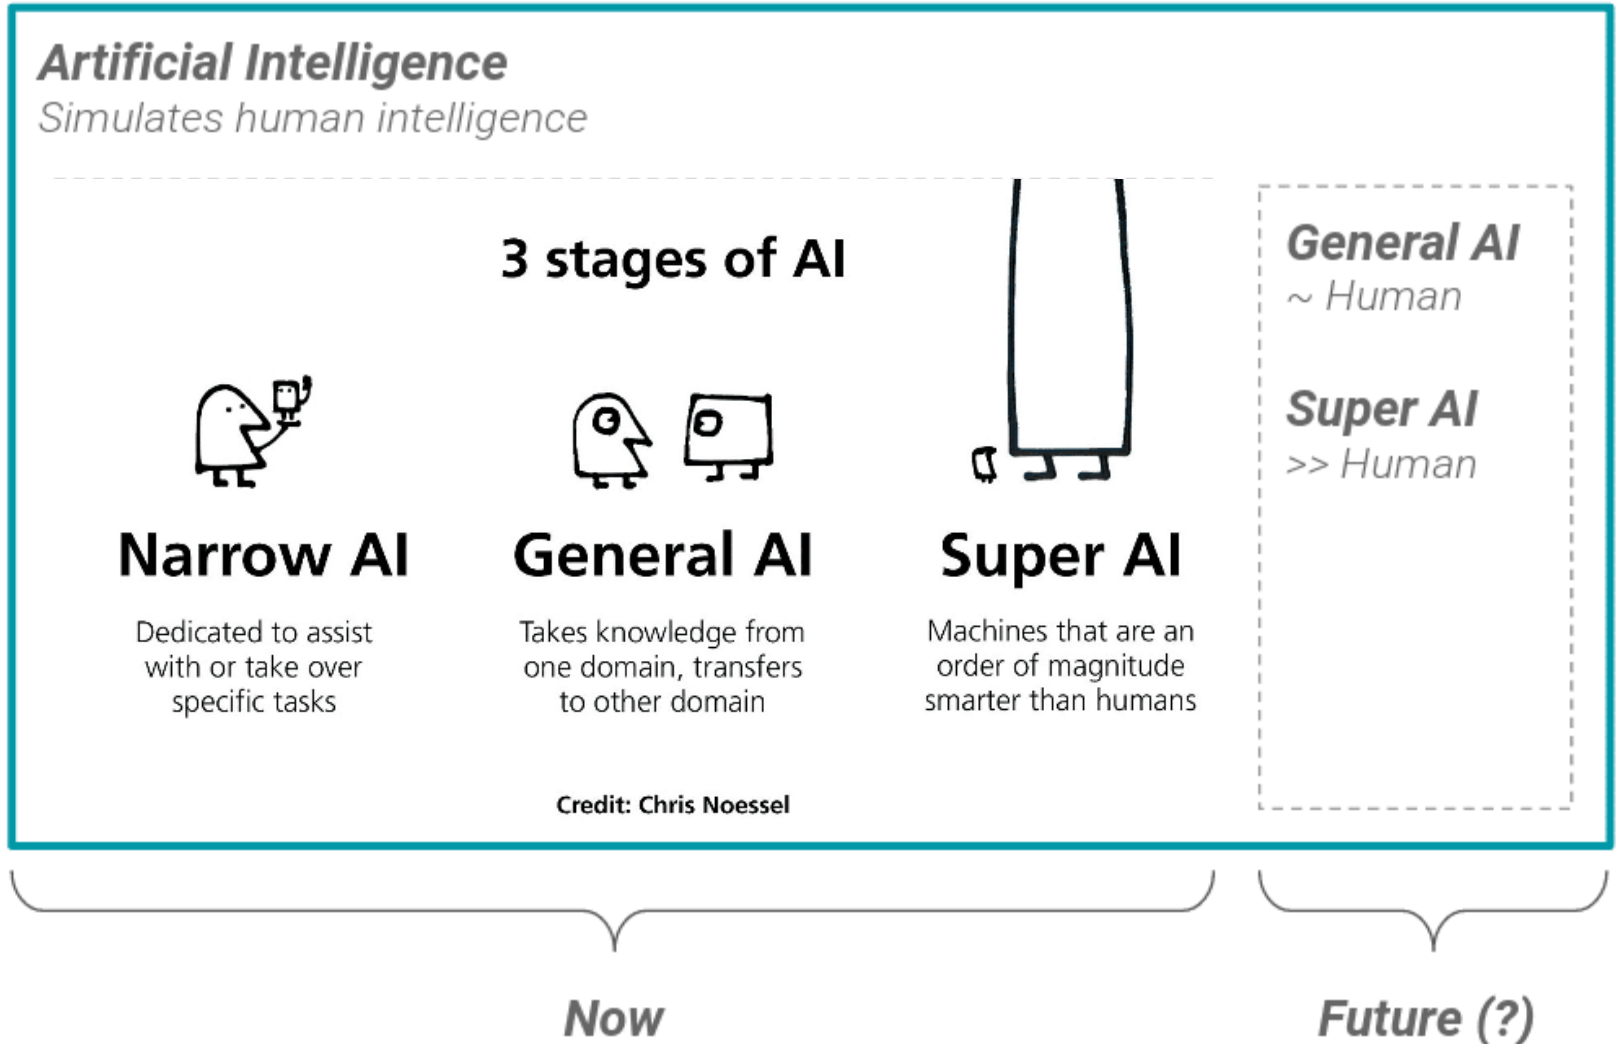 Artificial Intelligence
Simulates human intelligence
3 stages of AI
Narrow AI
Dedicated to assist
with or take over
specific tasks
General AI
Takes knowledge from
one domain, transfers
to other domain
Super AI
Machines that are an
order of magnitude
smarter than humans
Credit: Chris Noessel
General AI
~ Human
Super AI
>> Human
Now
Future (?)